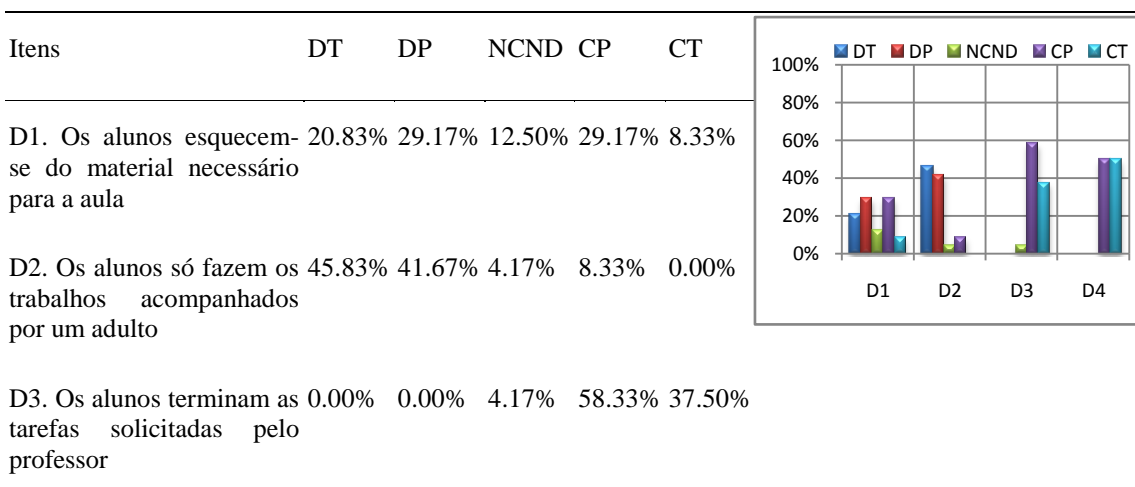 Itens DT DP NCND CP CT
D1. Os alunos esquecem- 20.83% 29.17% 12.50% 29.17% 8.33%
se do material necessário
para a aula
D2. Os alunos só fazem os 45.83% 41.67% 4.17% 8.33% 0.00%
trabalhos acompanhados
por um adulto
D3. Os alunos terminam as 0.00% 0.00% 4.17% 58.33% 37.50%
tarefas solicitadas pelo
professor
DT DP NCND CP CT
100%
80%
60%
40%
20%
0%
D1 D2 D3 D4